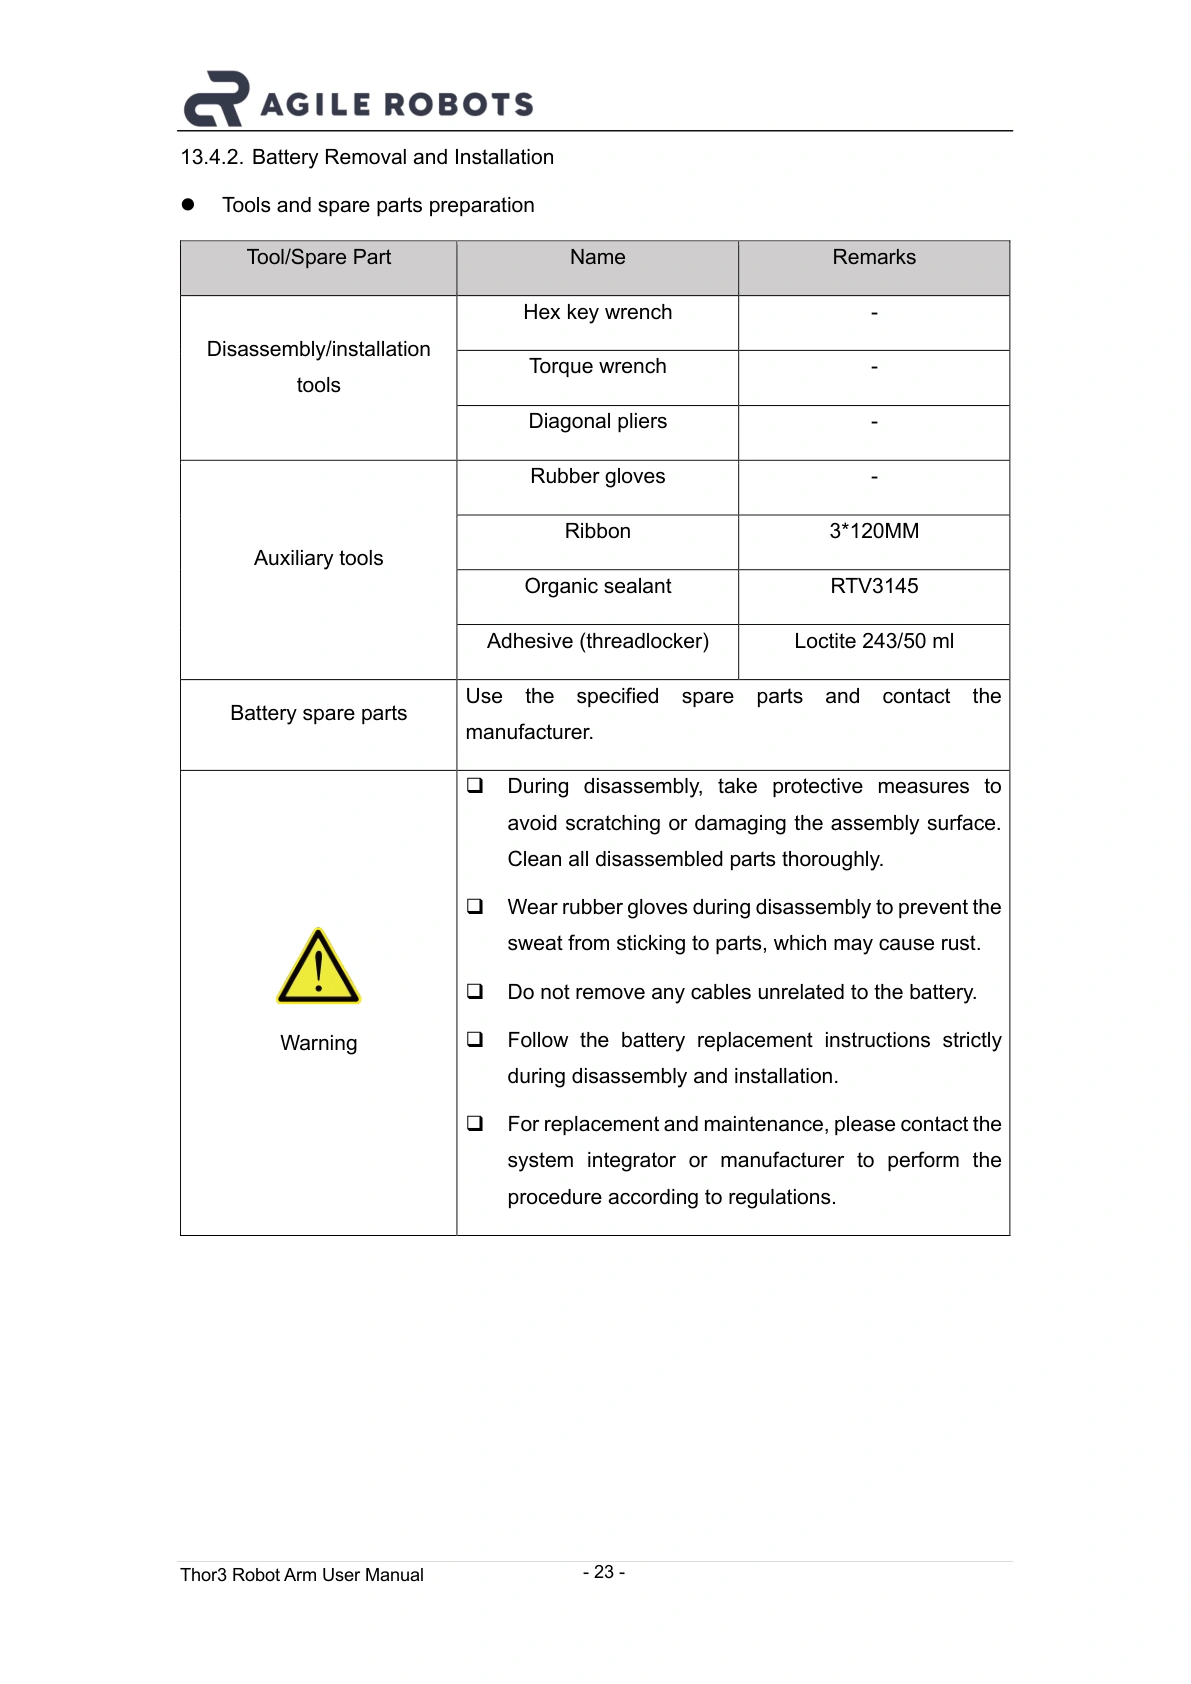 AGILE ROBOTS
13.4.2. Battery Removal and Installation
● Tools and spare parts preparation
Tool/Spare Part Name Remarks
Disassembly/installation
tools
Hex key wrench -
Torque wrench -
Diagonal pliers -
Auxiliary tools
Rubber gloves -
Ribbon 3*120MM
Organic sealant RTV3145
Adhesive (threadlocker) Loctite 243/50 ml
Battery spare parts
Use the specified spare parts and contact the
manufacturer.
Warning
❑ During disassembly, take protective measures to
avoid scratching or damaging the assembly surface.
Clean all disassembled parts thoroughly.
❑ Wear rubber gloves during disassembly to prevent the
sweat from sticking to parts, which may cause rust.
❑ Do not remove any cables unrelated to the battery.
❑ Follow the battery replacement instructions strictly
during disassembly and installation.
❑ For replacement and maintenance, please contact the
system integrator or manufacturer to perform the
procedure according to regulations.
Thor3 Robot Arm User Manual - 23 -